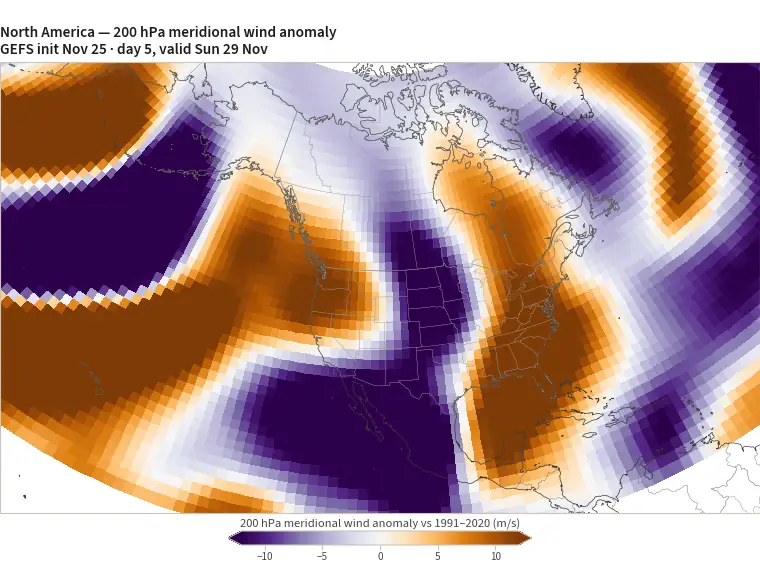 North America — 200 hPa meridional wind anomaly
GEFS init Nov 25 · day 5, valid Sun 29 Nov
200 hPa meridional wind anomaly vs 1991–2020 (m/s)
−10 −5 0 5 10